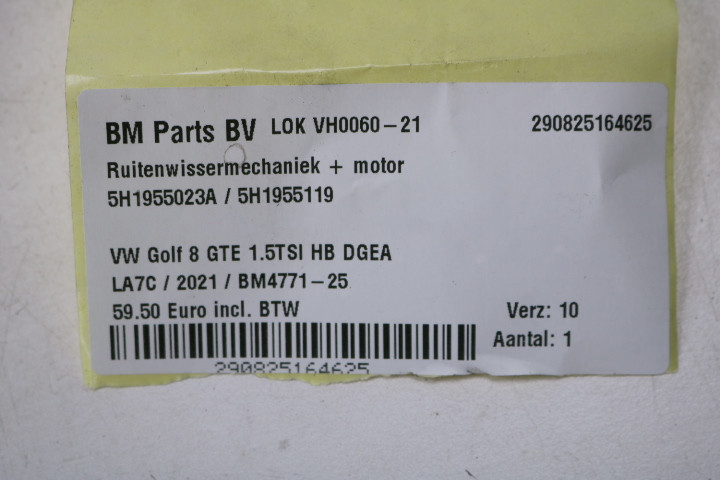 BM Parts BV LOK VH0060-21 290825164625
Ruitenwissermechaniek + motor
5H1955023A / 5H1955119
VW Golf 8 GTE 1.5TSI HB DGEA
LA7C / 2021 / BM4771-25
59.50 Euro incl. BTW Verz: 10
Aantal: 1
290825164625